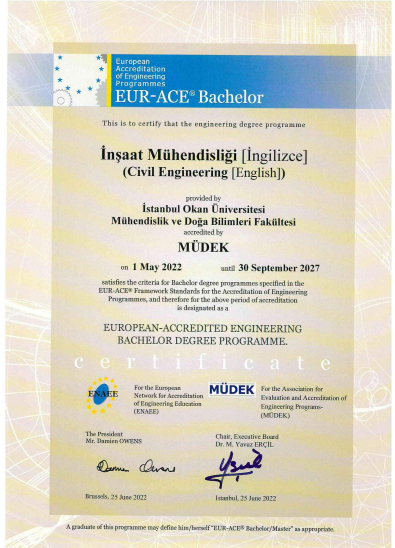 European
Accreditation
of Engineering
Programmes
EUR-ACE® Bachelor
This is to certify that the engineering degree programme
İnşaat Mühendisliği [İngilizce]
(Civil Engineering [English])
provided by
İstanbul Okan Üniversitesi
Mühendislik ve Doğa Bilimleri Fakültesi
accredited by
MÜDEK
on 1 May 2022 until 30 September 2027
satisfies the criteria for Bachelor degree programmes specified in the
EUR-ACE® Framework Standards for the Accreditation of Engineering
Programmes, and therefore for the above period of accreditation
is designated as a
EUROPEAN-ACCREDITED ENGINEERING
BACHELOR DEGREE PROGRAMME.
certificate
ENAEE
For the European
Network for Accreditation
of Engineering Education
(ENAEE)
MÜDEK
For the Association for
Evaluation and Accreditation of
Engineering Programs-
(MÜDEK)
The President
Mr. Damien OWENS
Chair, Executive Board
Dr. M. Yavuz ERÇİL
Damien Owens
Brussels, 25 June 2022
Istanbul, 25 June 2022
A graduate of this programme may define him/herself "EUR-ACE® Bachelor/Master" as appropriate.